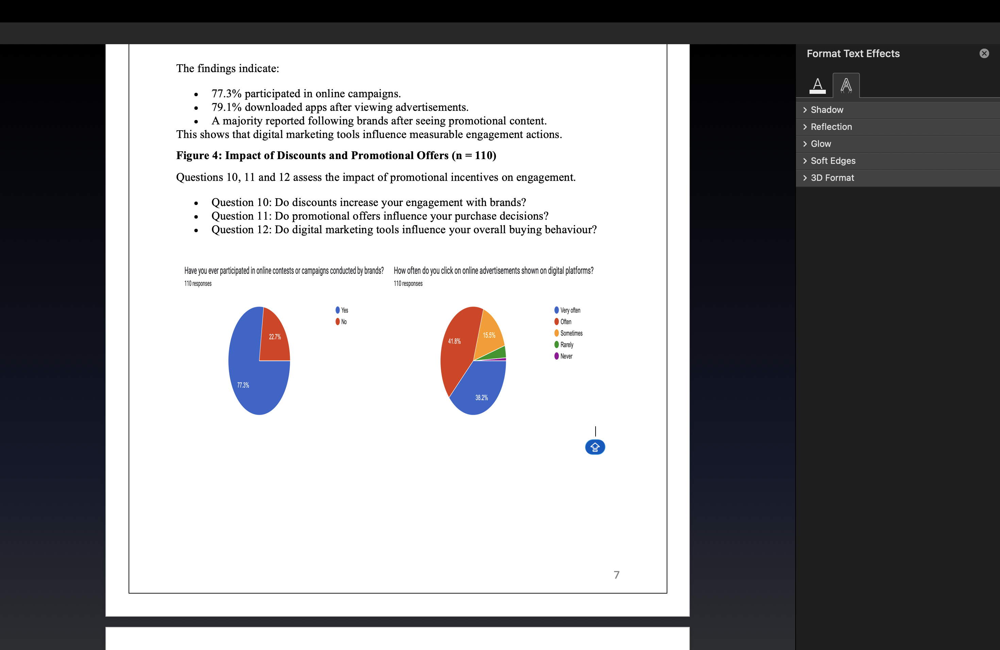 The findings indicate:
• 77.3% participated in online campaigns.
• 79.1% downloaded apps after viewing advertisements.
• A majority reported following brands after seeing promotional content.
This shows that digital marketing tools influence measurable engagement actions.
Figure 4: Impact of Discounts and Promotional Offers (n = 110)
Questions 10, 11 and 12 assess the impact of promotional incentives on engagement.
• Question 10: Do discounts increase your engagement with brands?
• Question 11: Do promotional offers influence your purchase decisions?
• Question 12: Do digital marketing tools influence your overall buying behaviour?
Have you ever participated in online contests or campaigns conducted by brands?
110 responses
Yes
No
22.7%
77.3%
How often do you click on online advertisements shown on digital platforms?
110 responses
Very often
Often
Sometimes
Rarely
Never
41.8%
15.5%
38.2%
7
Format Text Effects
A A
Shadow
Reflection
Glow
Soft Edges
3D Format